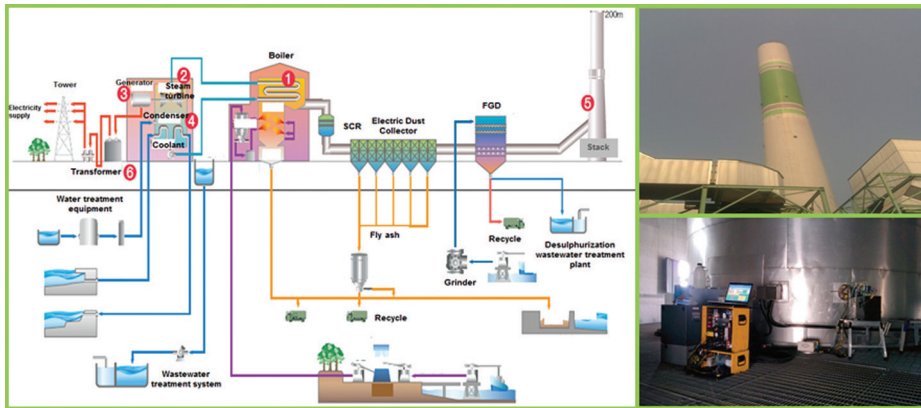 200m
Boiler
1
Tower
Generator
2
Steam
turbine
3
Electricity
supply
Condenser
4
Coolant
Transformer
6
SCR
Electric Dust
Collector
FGD
5
Stack
Water treatment
equipment
Fly ash
Recycle
Desulphurization
wastewater treatment
plant
Grinder
Recycle
Wastewater
treatment system